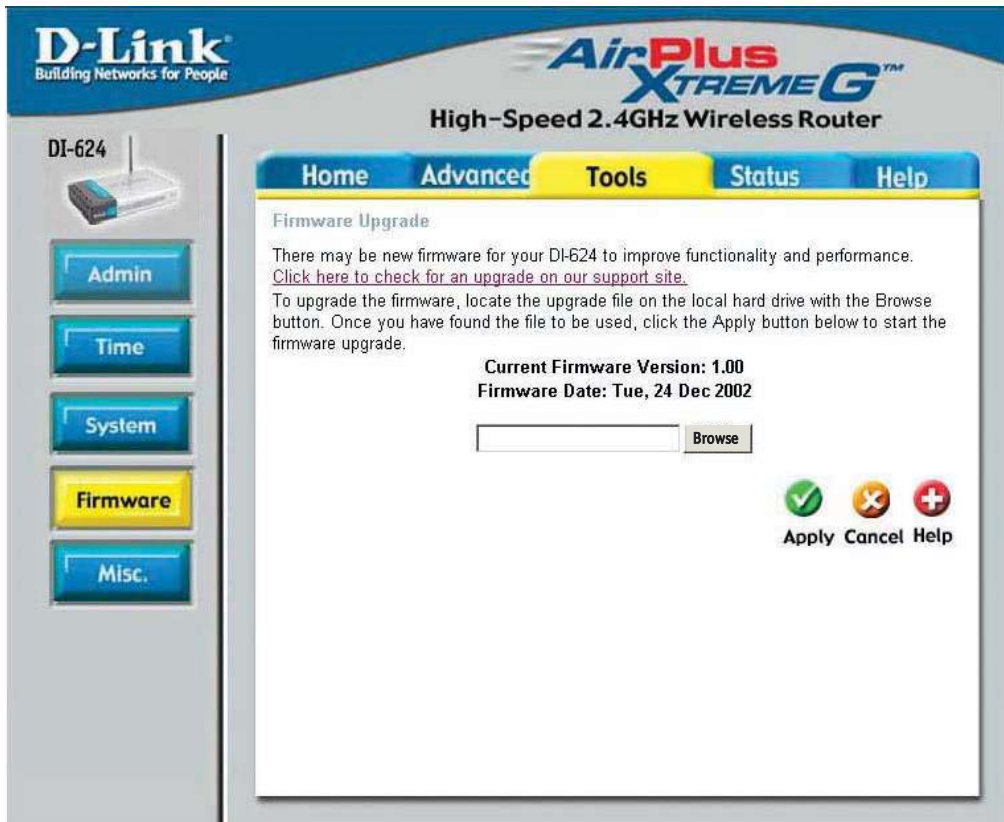 D-Link
Building Networks for People
AirPlus
XTREME G™
High-Speed 2.4GHz Wireless Router
DI-624
Home Advanced Tools Status Help
Admin
Time
System
Firmware
Misc.
Firmware Upgrade
There may be new firmware for your DI-624 to improve functionality and performance.
Click here to check for an upgrade on our support site.
To upgrade the firmware, locate the upgrade file on the local hard drive with the Browse
button. Once you have found the file to be used, click the Apply button below to start the
firmware upgrade.
Current Firmware Version: 1.00
Firmware Date: Tue, 24 Dec 2002
Browse
Apply Cancel Help